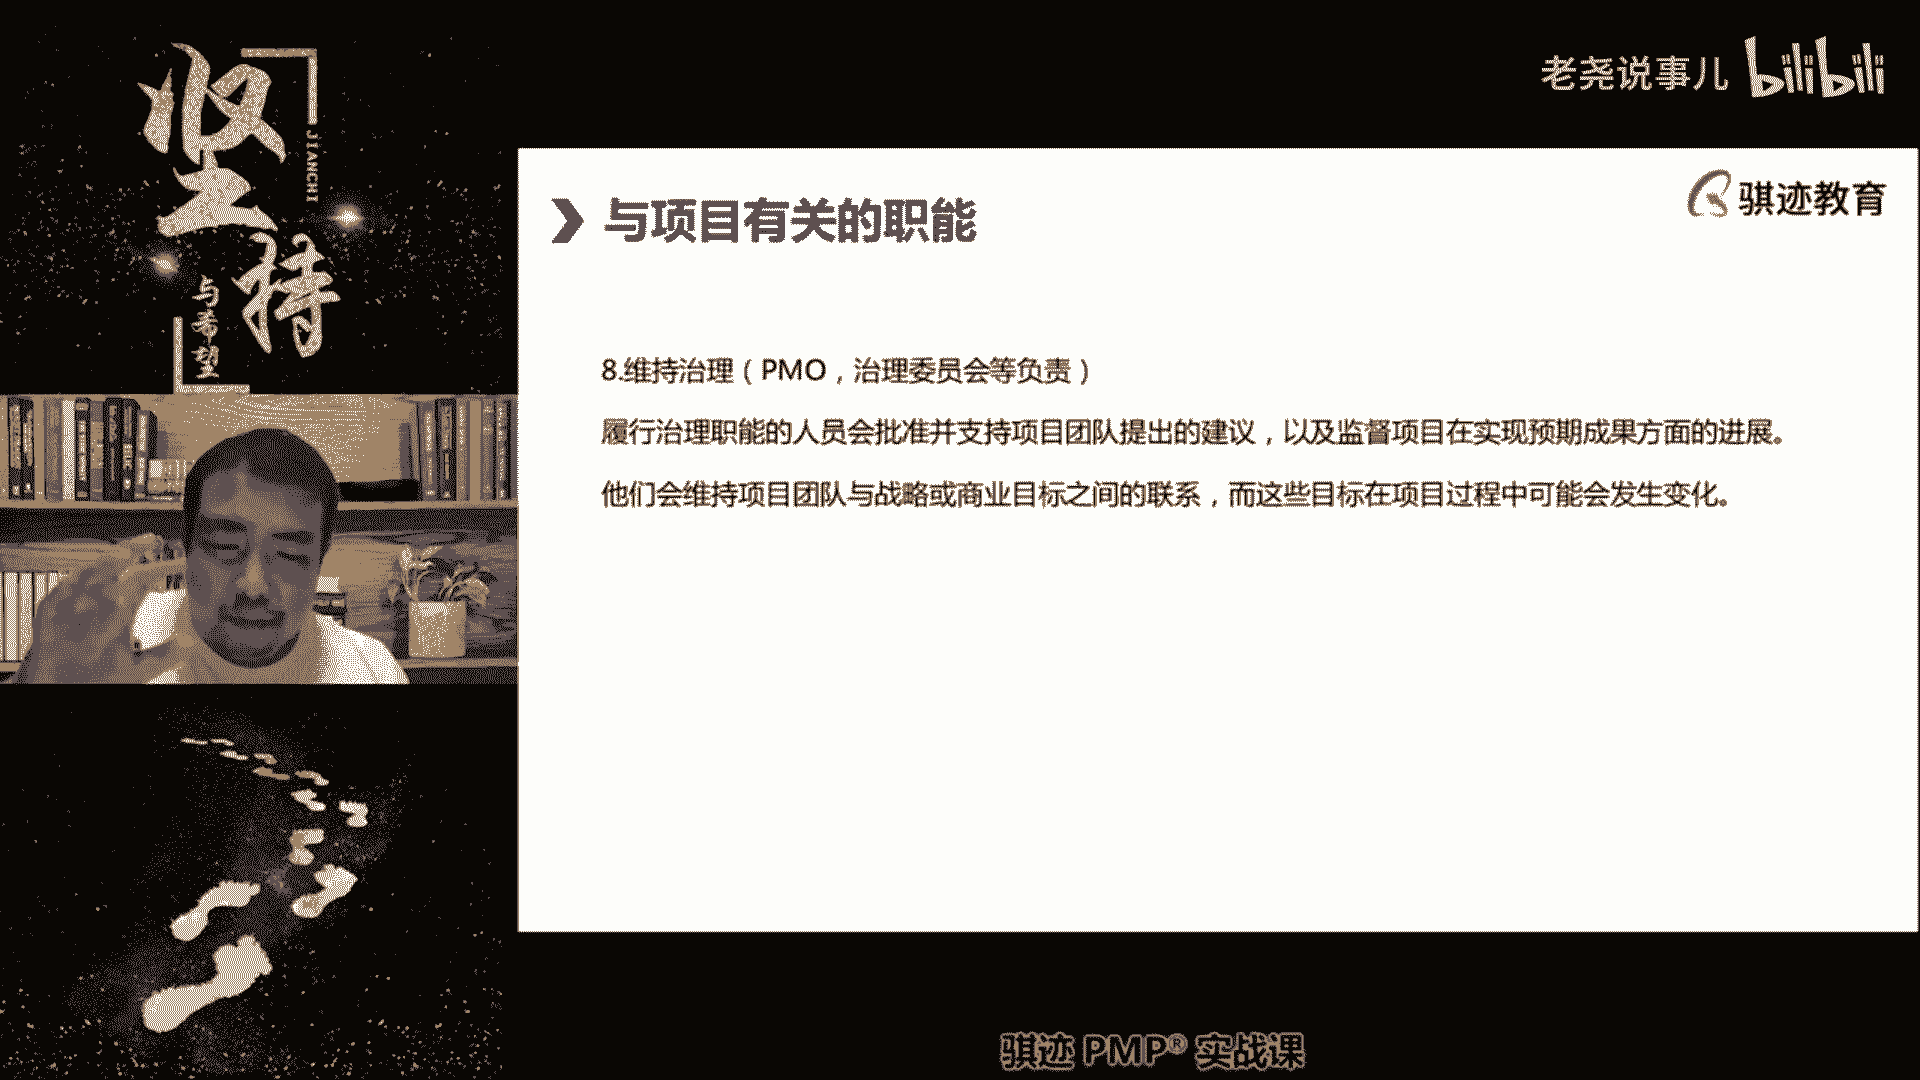 坚持
JIANCHI
与希望
老尧说事儿 bilibili
骐迹教育
与项目有关的职能
8.维持治理（PMO，治理委员会等负责）
履行治理职能的人员会批准并支持项目团队提出的建议，以及监督项目在实现预期成果方面的进展。
他们会维持项目团队与战略或商业目标之间的联系，而这些目标在项目过程中可能会发生变化。
骐迹 PMP® 实战课